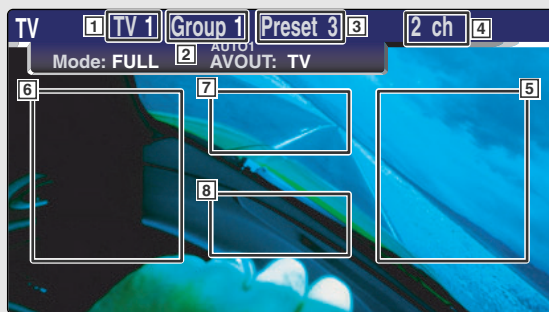 TV 1 TV 1 Group 1 Preset 3 3 2 ch 4
2 AUTO1
Mode: FULL AVOUT: TV
6 7 5
8